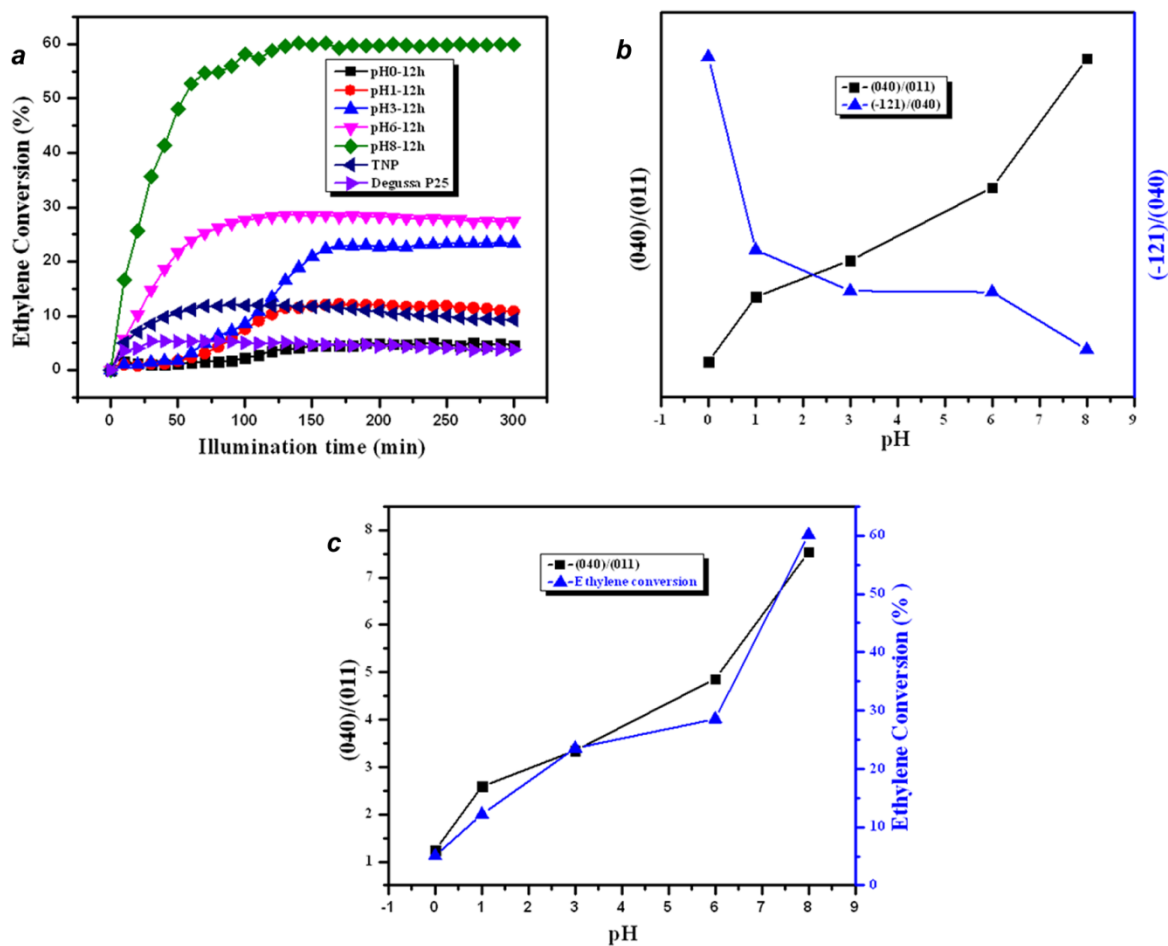 a
Ethylene Conversion (%)
60
50
40
30
20
10
0
0 50 100 150 200 250 300
Illumination time (min)
pH0-12h
pH1-12h
pH3-12h
pH6-12h
pH8-12h
TNP
Degussa P25
b
(040)/(011)
(040)/(011)
(-121)/(040)
(-121)/(040)
-1 0 1 2 3 4 5 6 7 8 9
pH
c
(040)/(011)
8
7
6
5
4
3
2
1
(040)/(011)
Ethylene conversion
60
50
40
30
20
10
0
Ethylene Conversion (%)
-1 0 1 2 3 4 5 6 7 8 9
pH